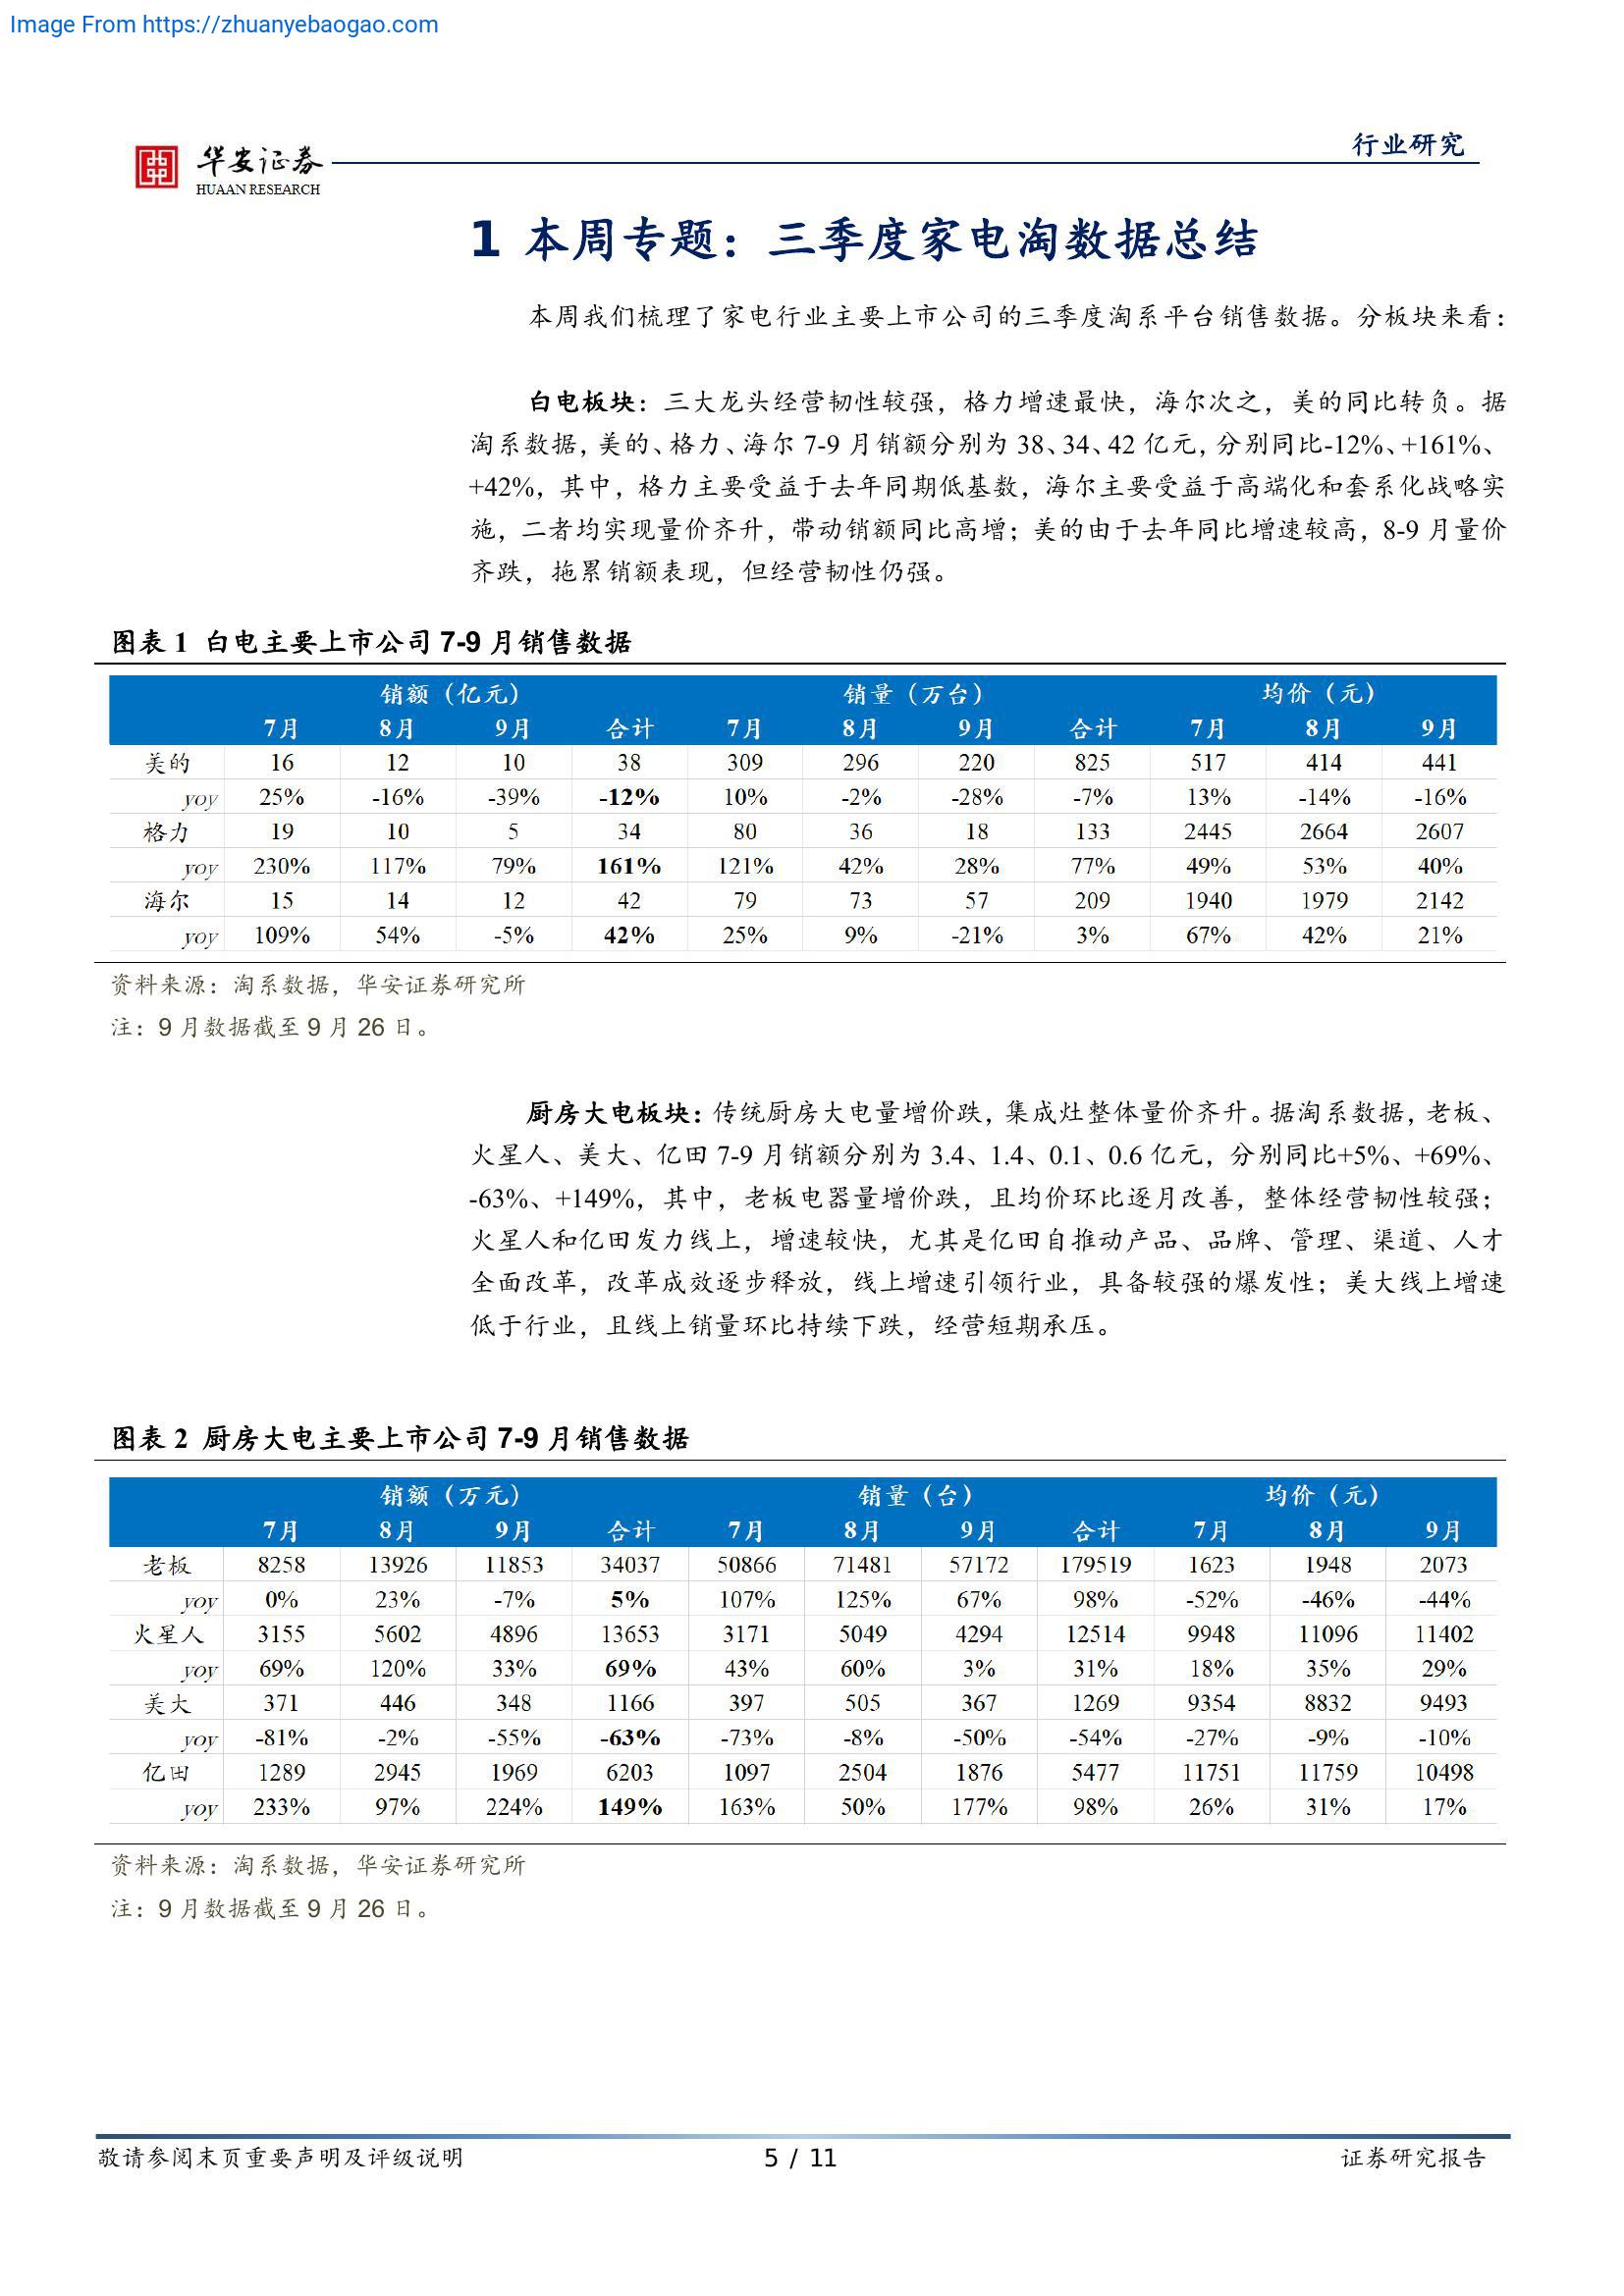 Image From https://zhuanyebaogao.com
华安证券
HUAAN RESEARCH
行业研究
1 本周专题：三季度家电淘数据总结
本周我们梳理了家电行业主要上市公司的三季度淘系平台销售数据。分板块来看：
白电板块：三大龙头经营韧性较强，格力增速最快，海尔次之，美的同比转负。据
淘系数据，美的、格力、海尔 7-9 月销额分别为 38、34、42 亿元，分别同比-12%、+161%、
+42%，其中，格力主要受益于去年同期低基数，海尔主要受益于高端化和套系化战略实
施，二者均实现量价齐升，带动销额同比高增；美的由于去年同比增速较高，8-9 月量价
齐跌，拖累销额表现，但经营韧性仍强。
图表 1 白电主要上市公司 7-9 月销售数据
销额（亿元） 销量（万台） 均价（元）
7月 8月 9月 合计 7月 8月 9月 合计 7月 8月 9月
美的 16 12 10 38 309 296 220 825 517 414 441
yoy 25% -16% -39% -12% 10% -2% -28% -7% 13% -14% -16%
格力 19 10 5 34 80 36 18 133 2445 2664 2607
yoy 230% 117% 79% 161% 121% 42% 28% 77% 49% 53% 40%
海尔 15 14 12 42 79 73 57 209 1940 1979 2142
yoy 109% 54% -5% 42% 25% 9% -21% 3% 67% 42% 21%
资料来源：淘系数据，华安证券研究所
注：9 月数据截至 9 月 26 日。
厨房大电板块：传统厨房大电量增价跌，集成灶整体量价齐升。据淘系数据，老板、
火星人、美大、亿田 7-9 月销额分别为 3.4、1.4、0.1、0.6 亿元，分别同比+5%、+69%、
-63%、+149%，其中，老板电器量增价跌，且均价环比逐月改善，整体经营韧性较强；
火星人和亿田发力线上，增速较快，尤其是亿田自推动产品、品牌、管理、渠道、人才
全面改革，改革成效逐步释放，线上增速引领行业，具备较强的爆发性；美大线上增速
低于行业，且线上销量环比持续下跌，经营短期承压。
图表 2 厨房大电主要上市公司 7-9 月销售数据
销额（万元） 销量（台） 均价（元）
7月 8月 9月 合计 7月 8月 9月 合计 7月 8月 9月
老板 8258 13926 11853 34037 50866 71481 57172 179519 1623 1948 2073
yoy 0% 23% -7% 5% 107% 125% 67% 98% -52% -46% -44%
火星人 3155 5602 4896 13653 3171 5049 4294 12514 9948 11096 11402
yoy 69% 120% 33% 69% 43% 60% 3% 31% 18% 35% 29%
美大 371 446 348 1166 397 505 367 1269 9354 8832 9493
yoy -81% -2% -55% -63% -73% -8% -50% -54% -27% -9% -10%
亿田 1289 2945 1969 6203 1097 2504 1876 5477 11751 11759 10498
yoy 233% 97% 224% 149% 163% 50% 177% 98% 26% 31% 17%
资料来源：淘系数据，华安证券研究所
注：9 月数据截至 9 月 26 日。
敬请参阅末页重要声明及评级说明 5 / 11 证券研究报告